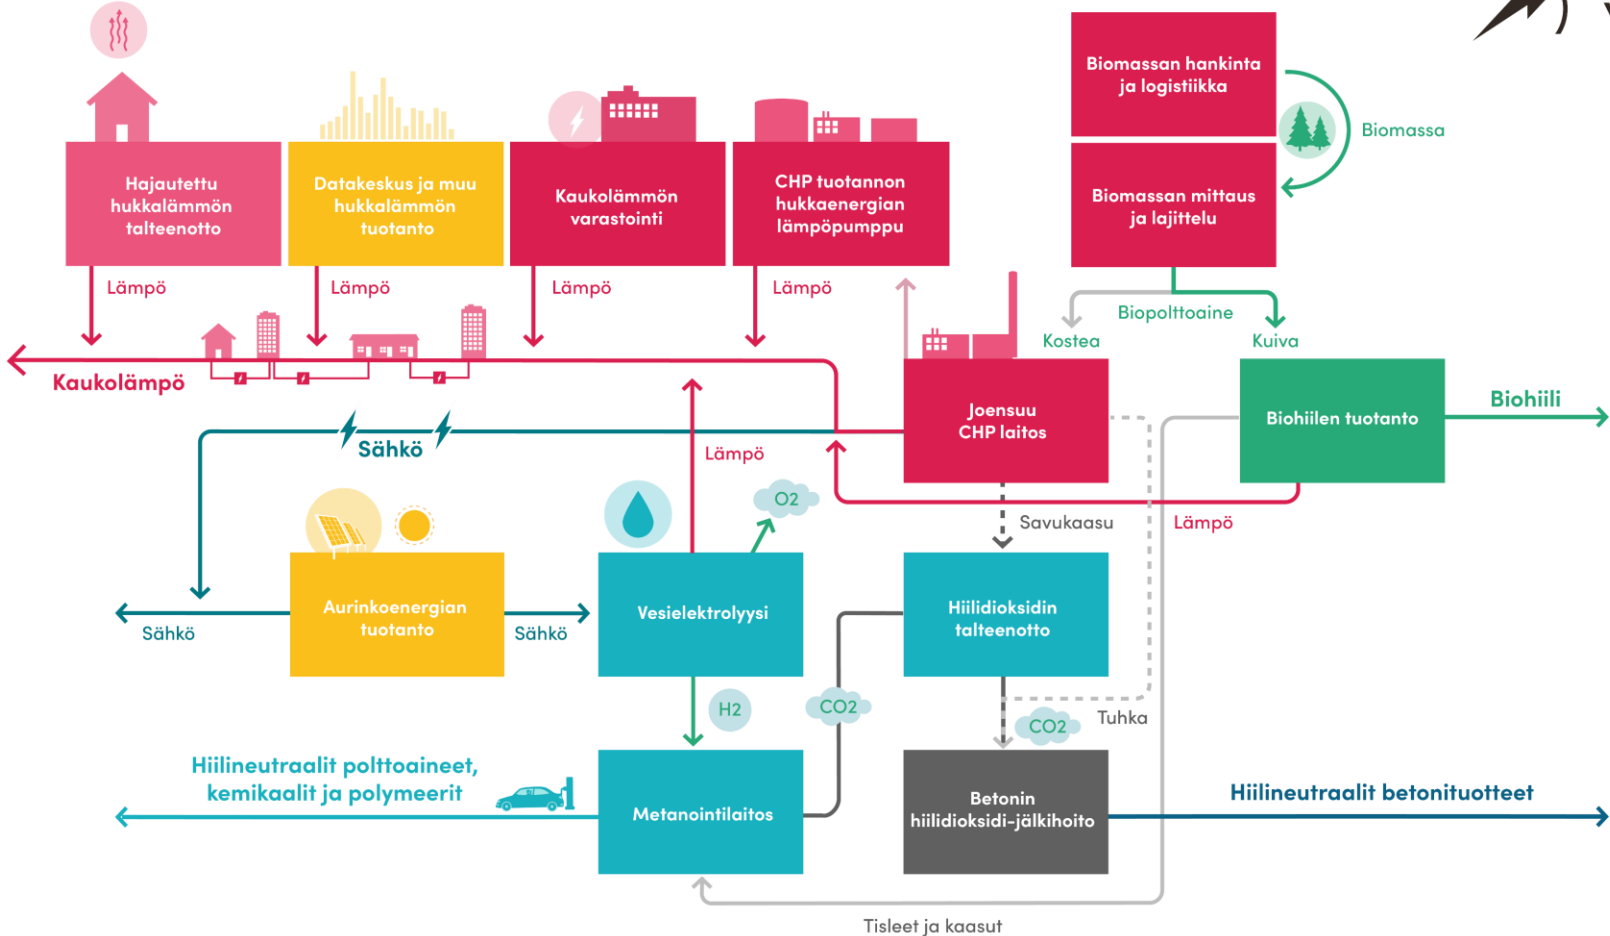 Biomassan hankinta
ja logistiikka
Biomassa
Hajautettu
hukkalämmön
talteenotto
Datakeskus ja muu
hukkalämmön
tuotanto
Kaukolämmön
varastointi
CHP tuotannon
hukkaenergian
lämpöpumppu
Biomassan mittaus
ja lajittelu
Lämpö
Lämpö
Lämpö
Lämpö
Biopolttoaine
Kostea
Kuiva
Kaukolämpö
Joensuu
CHP laitos
Biohiilen tuotanto
Biohiili
Sähkö
Lämpö
O2
Savukaasu
Lämpö
Aurinkoenergian
tuotanto
Vesielektrolyysi
Hiilidioksidin
talteenotto
Sähkö
Sähkö
H2
CO2
CO2
Tuhka
Hiilineutraalit polttoaineet,
kemikaalit ja polymeerit
Metanointilaitos
Betonin
hiilidioksidi-jälkihoito
Hiilineutraalit betonituotteet
Tisleet ja kaasut